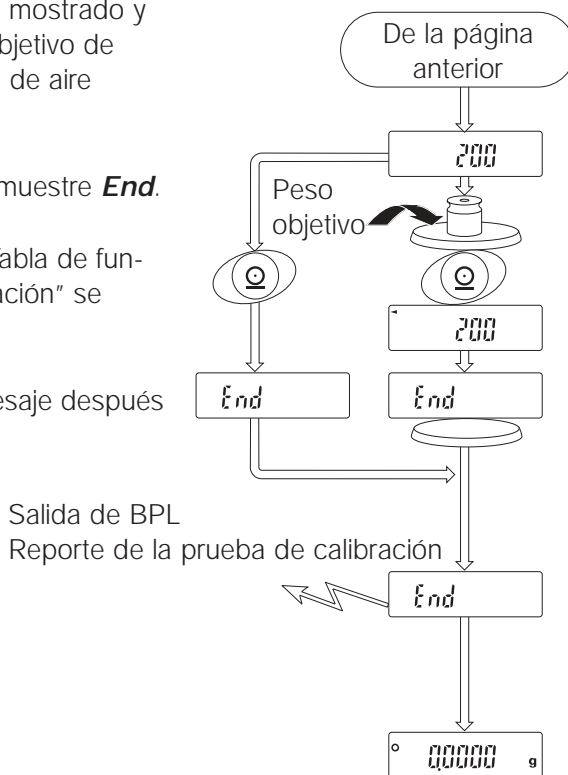 mostrado y
bjetivo de
de aire
muestre End.
abla de fun-
ación" se
esaje después
Salida de BPL
Reporte de la prueba de calibración
De la página
anterior
200
Peso
objetivo
200
End
End
End
0.0000 g